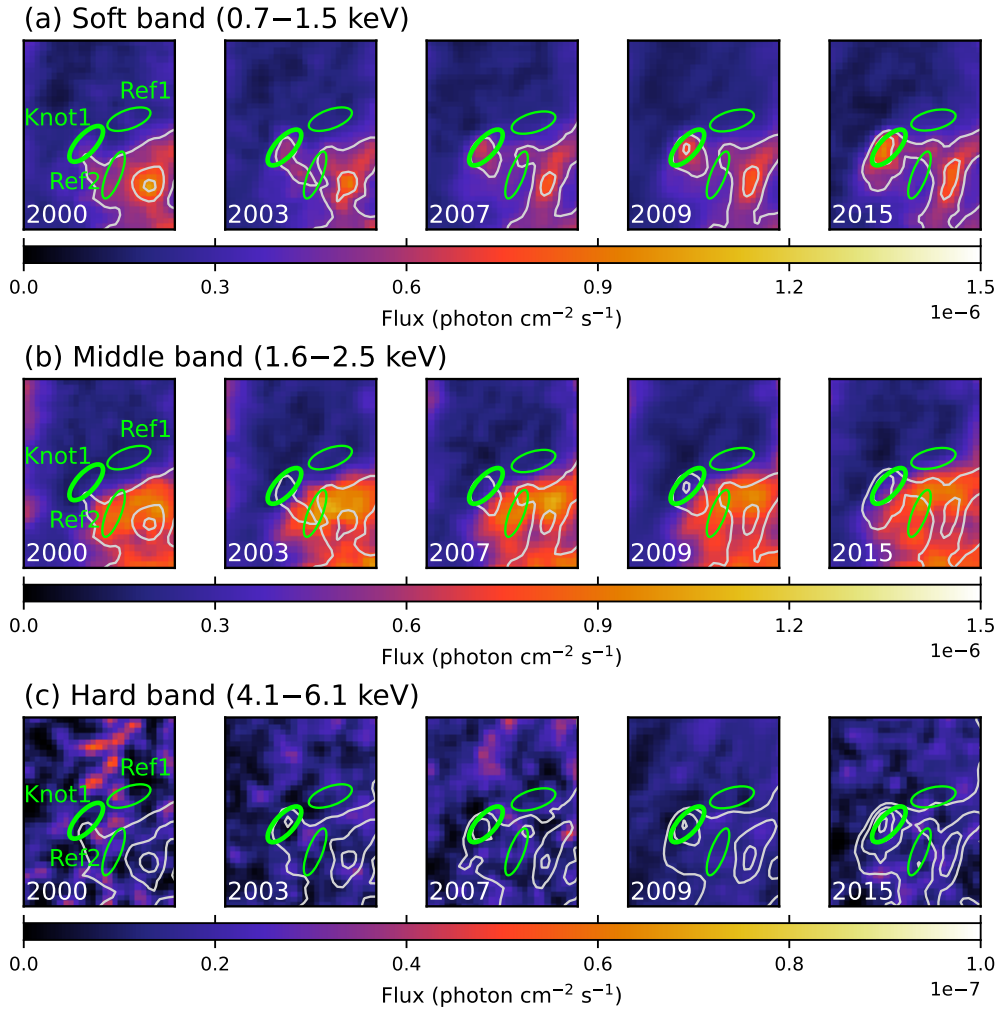 (a) Soft band (0.7−1.5 keV)
Ref1
Knot1
Ref2
2000 2003 2007 2009 2015
0.0 0.3 0.6 0.9 1.2 1.5
1e−6
Flux (photon cm⁻² s⁻¹)
(b) Middle band (1.6−2.5 keV)
Ref1
Knot1
Ref2
2000 2003 2007 2009 2015
0.0 0.3 0.6 0.9 1.2 1.5
1e−6
Flux (photon cm⁻² s⁻¹)
(c) Hard band (4.1−6.1 keV)
Ref1
Knot1
Ref2
2000 2003 2007 2009 2015
0.0 0.2 0.4 0.6 0.8 1.0
1e−7
Flux (photon cm⁻² s⁻¹)